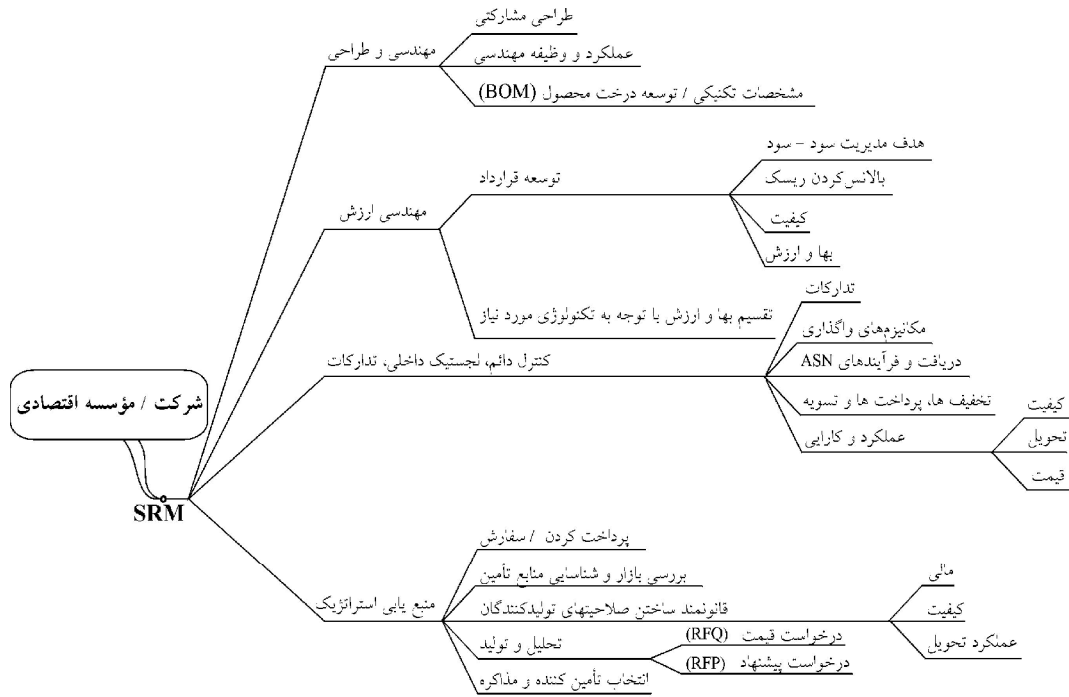 شرکت / مؤسسه اقتصادی
SRM
مهندسی و طراحی
طراحی مشارکتی
عملکرد و وظیفه مهندسی
مشخصات تکنیکی / توسعه درخت محصول (BOM)
مهندسی ارزش
توسعه قرارداد
هدف مدیریت سود - سود
بالانس‌کردن ریسک
کیفیت
بها و ارزش
تقسیم بها و ارزش با توجه به تکنولوژی مورد نیاز
کنترل دائم، لجستیک داخلی، تدارکات
تدارکات
مکانیزم‌های واگذاری
دریافت و فرآیندهای ASN
تخفیف ها، پرداخت ها و تسویه
عملکرد و کارایی
کیفیت
تحویل
قیمت
منبع یابی استراتژیک
پرداخت کردن / سفارش
بررسی بازار و شناسایی منابع تأمین
قانونمند ساختن صلاحیتهای تولیدکنندگان
مالی
کیفیت
عملکرد تحویل
تحلیل و تولید
درخواست قیمت (RFQ)
درخواست پیشنهاد (RFP)
انتخاب تأمین کننده و مذاکره